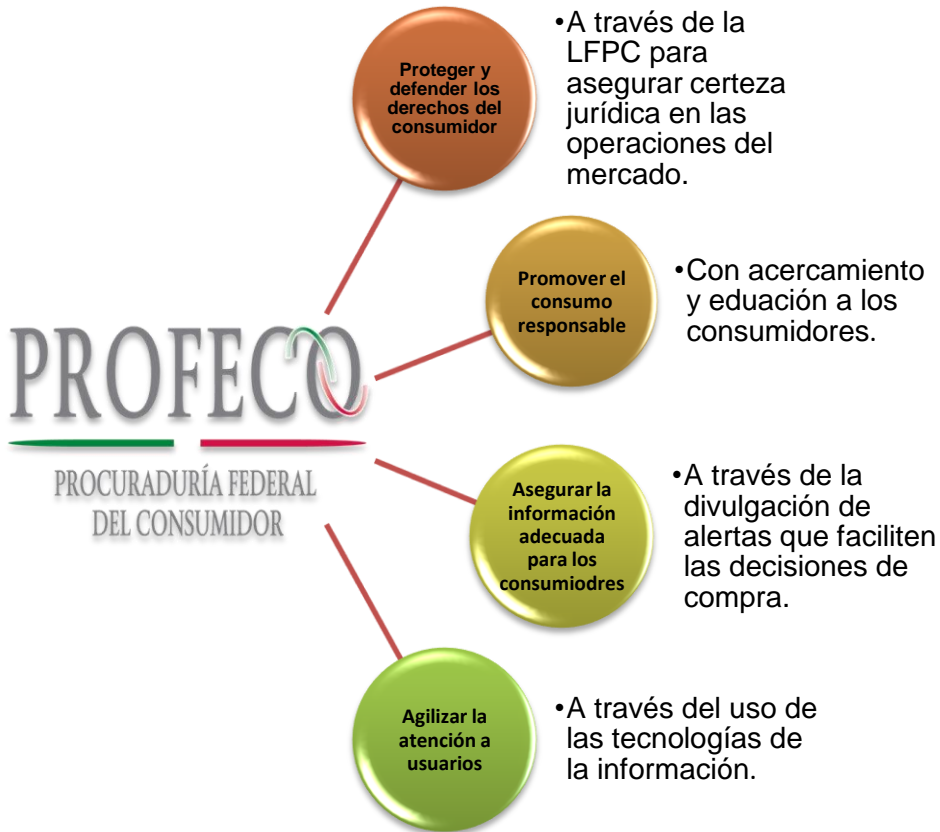 Proteger y
defender los
derechos del
consumidor
•A través de la
LFPC para
asegurar certeza
jurídica en las
operaciones del
mercado.
Promover el
consumo
responsable
•Con acercamiento
y eduación a los
consumidores.
PROFECO
PROCURADURÍA FEDERAL
DEL CONSUMIDOR
Asegurar la
información
adecuada
para los
consumiodres
•A través de la
divulgación de
alertas que faciliten
las decisiones de
compra.
Agilizar la
atención a
usuarios
•A través del uso de
las tecnologías de
la información.